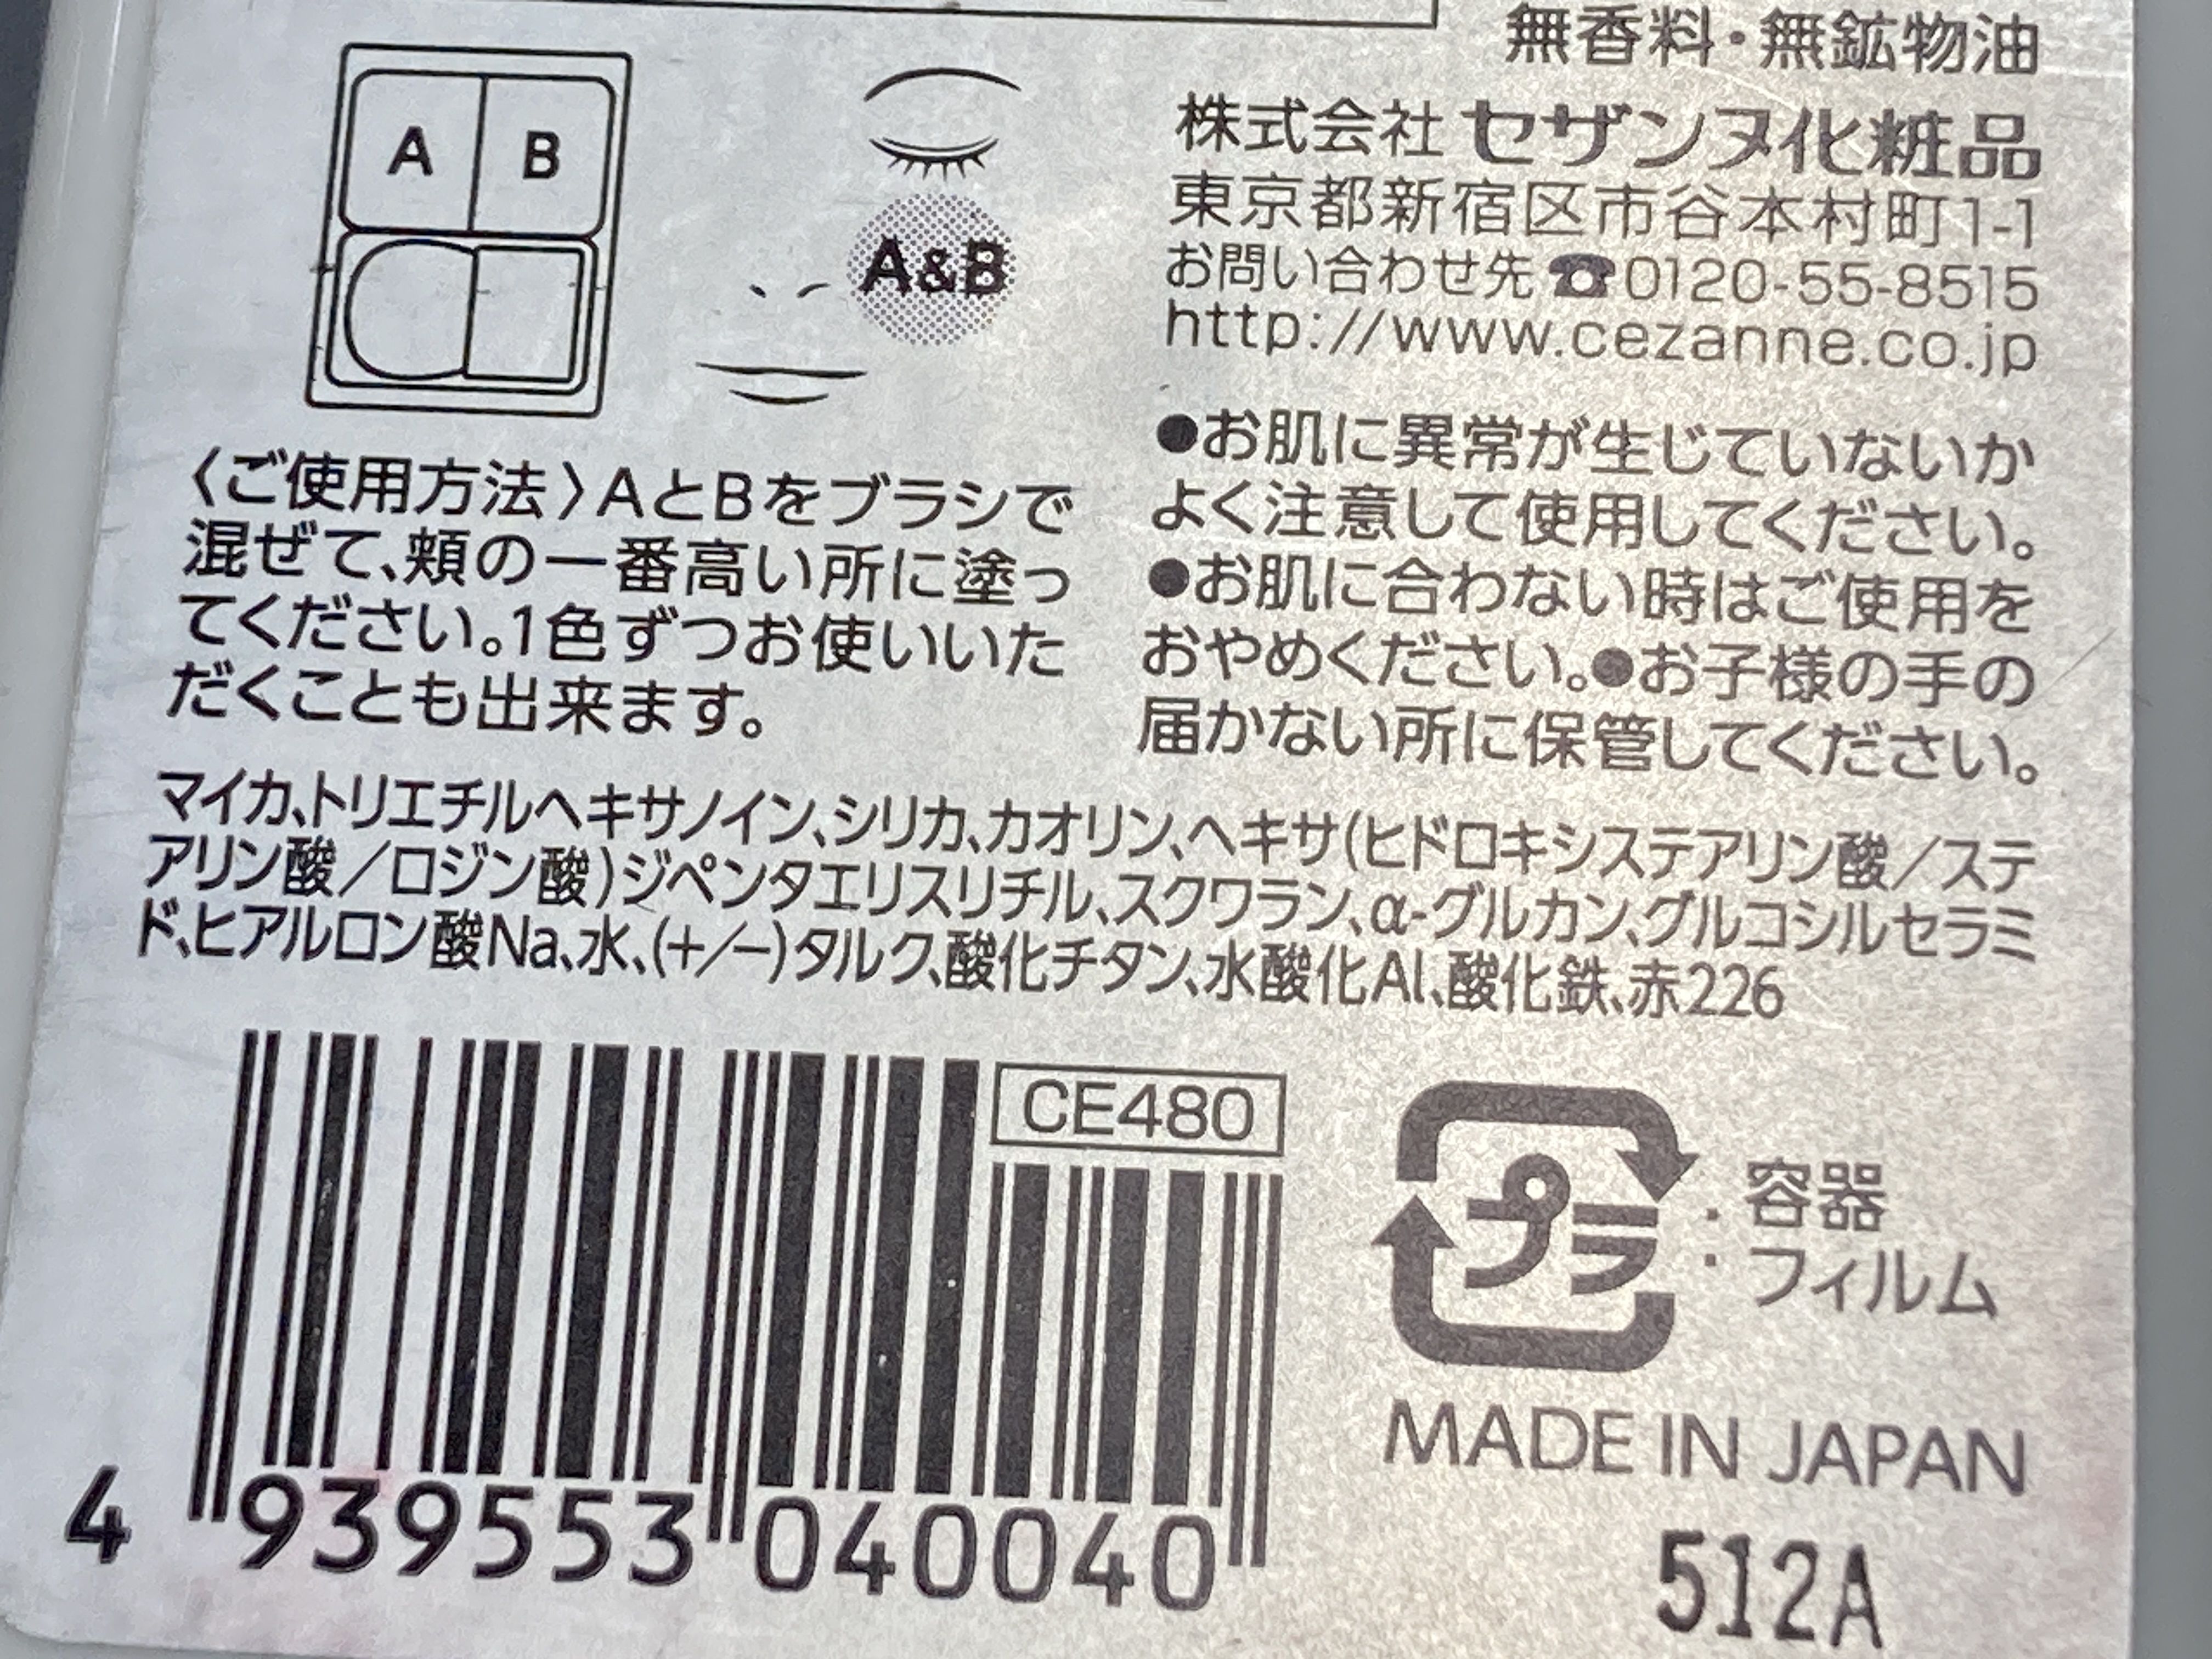 A
B
A&B
〈ご使用方法〉AとBをブラシで
混ぜて、頬の一番高い所に塗っ
てください。1色ずつお使いいた
だくことも出来ます。
無香料・無鉱物油
株式会社 セザンヌ化粧品
東京都新宿区市谷本村町1-1
お問い合わせ先☎0120-55-8515
http://www.cezanne.co.jp
●お肌に異常が生じていないか
よく注意して使用してください。
●お肌に合わない時はご使用を
おやめください。●お子様の手の
届かない所に保管してください。
マイカ、トリエチルヘキサノイン、シリカ、カオリン、ヘキサ(ヒドロキシステアリン酸/ステ
アリン酸/ロジン酸)ジペンタエリスリチル、スクワラン、α-グルカン、グルコシルセラミ
ド、ヒアルロン酸Na、水、(+/−)タルク、酸化チタン、水酸化Al、酸化鉄、赤226
CE480
4 939553 040040
プラ
：容器
・フィルム
MADE IN JAPAN
512A